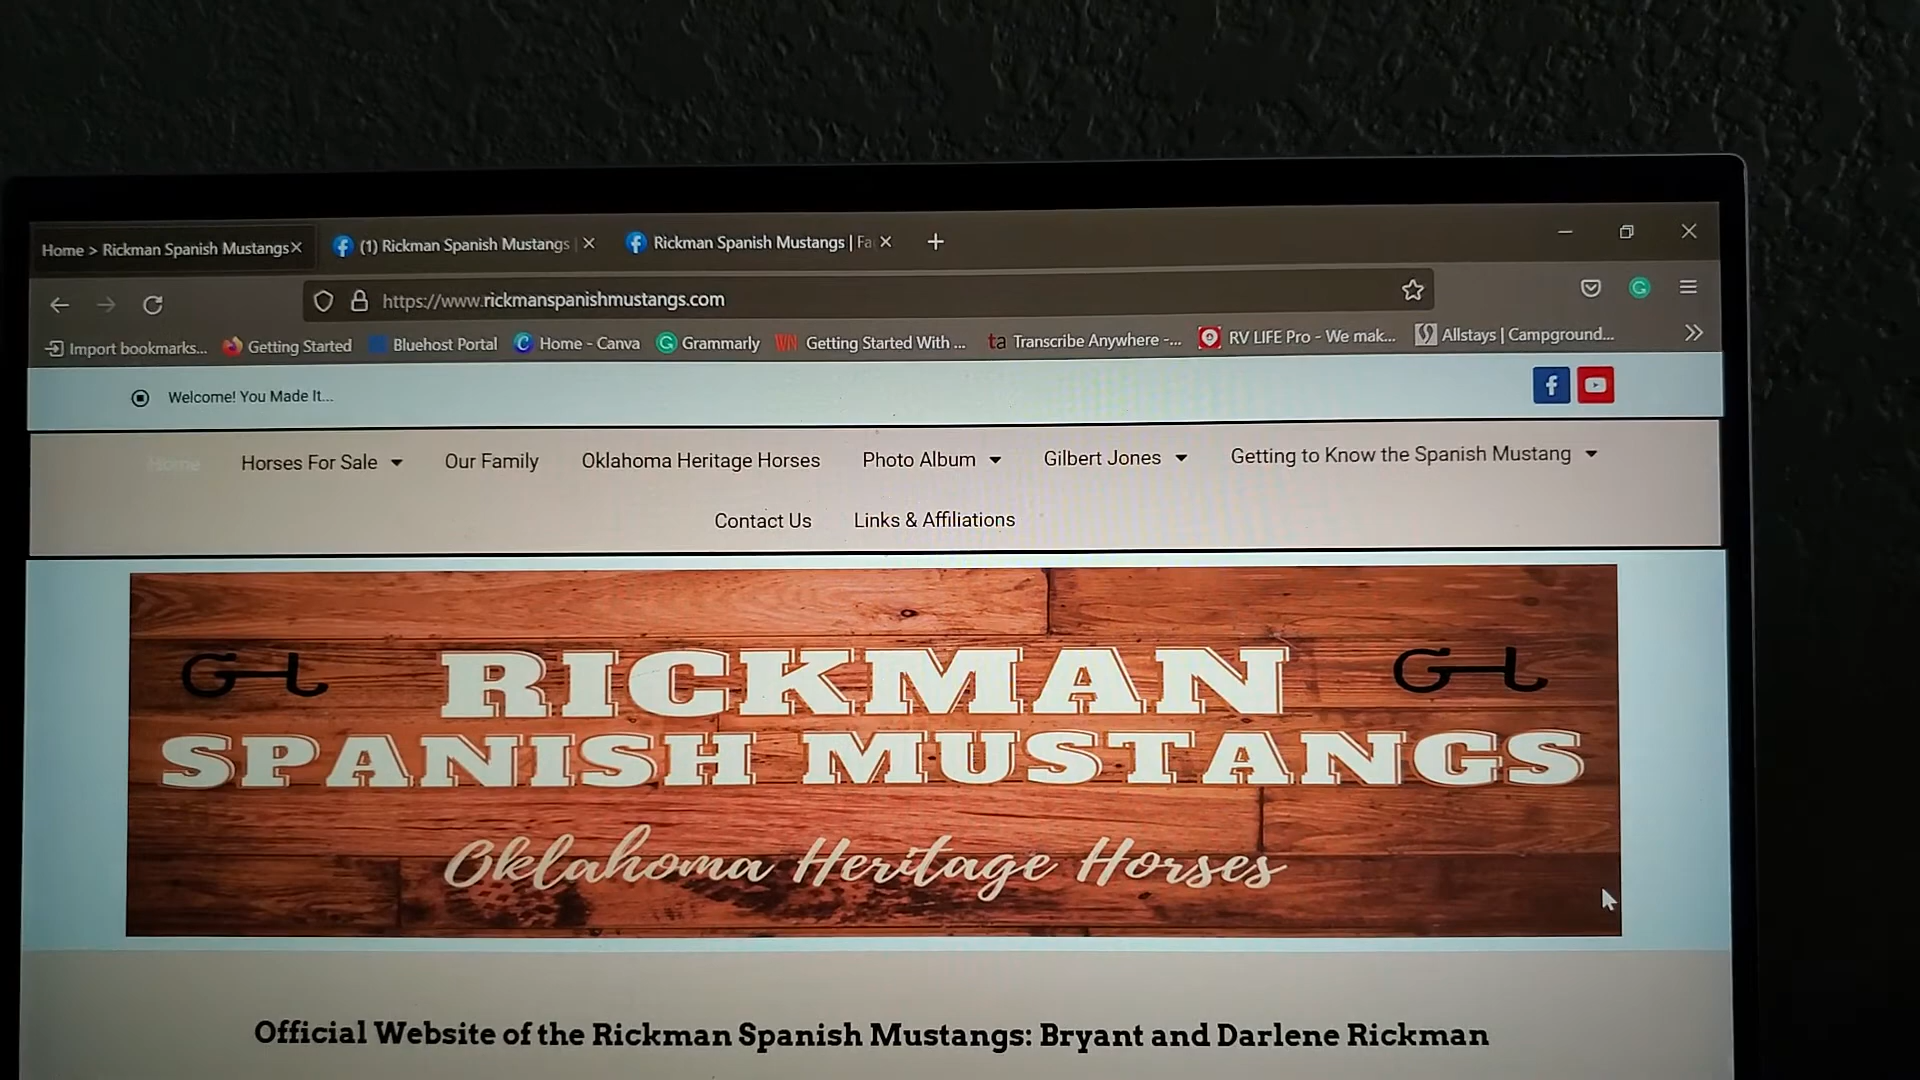 Home > Rickman Spanish Mustangs (1) Rickman Spanish Mustangs | Rickman Spanish Mustangs | Fa
https://www.rickmanspanishmustangs.com
Import bookmarks... Getting Started Bluehost Portal Home - Canva Grammarly Getting Started With ... ta Transcribe Anywhere -... RV LIFE Pro - We mak... Allstays | Campground...
Welcome! You Made It...
Home Horses For Sale Our Family Oklahoma Heritage Horses Photo Album Gilbert Jones Getting to Know the Spanish Mustang
Contact Us Links & Affiliations
RICKMAN
SPANISH MUSTANGS
Oklahoma Heritage Horses
Official Website of the Rickman Spanish Mustangs: Bryant and Darlene Rickman